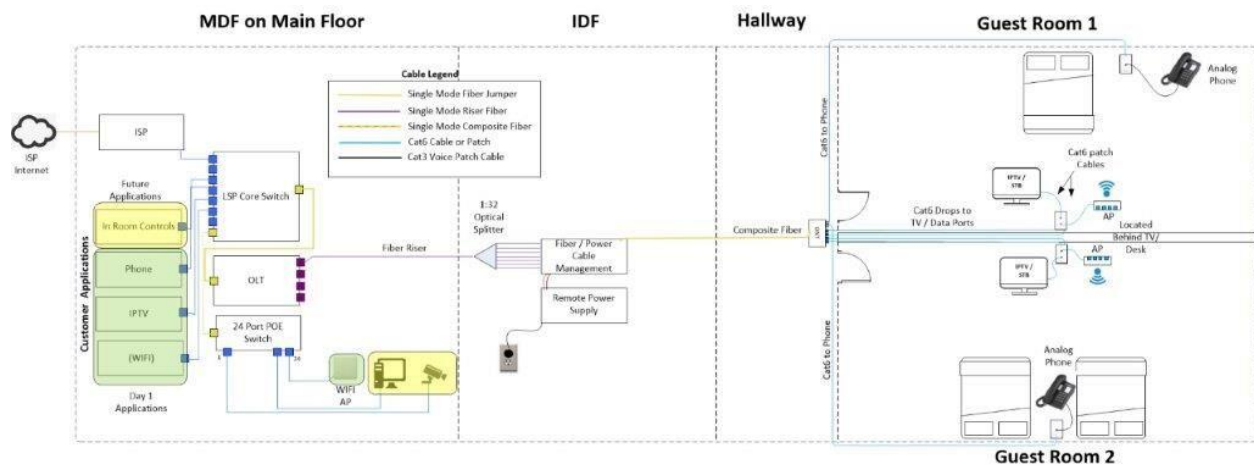 MDF on Main Floor
IDF
Hallway
Guest Room 1
Cable Legend
Single Mode Fiber Jumper
Single Mode Riser Fiber
Single Mode Composite Fiber
Cat6 Cable or Patch
Cat3 Voice Patch Cable
ISP
Internet
ISP
LSP Core Switch
Future
Applications
In Room Controls
Customer Applications
Phone
IPTV
(WIFI)
Day 1
Applications
OLT
24 Port POE
Switch
WIFI
AP
Fiber Riser
1:32
Optical
Splitter
Fiber / Power
Cable
Management
Remote Power
Supply
Composite Fiber
ONT
Cat6 to Phone
Cat6 to Phone
Analog
Phone
Cat6 patch
Cables
IPTV /
STB
AP
Cat6 Drops to
TV / Data Ports
Located
Behind TV/
Desk
AP
IPTV /
STB
Analog
Phone
Guest Room 2